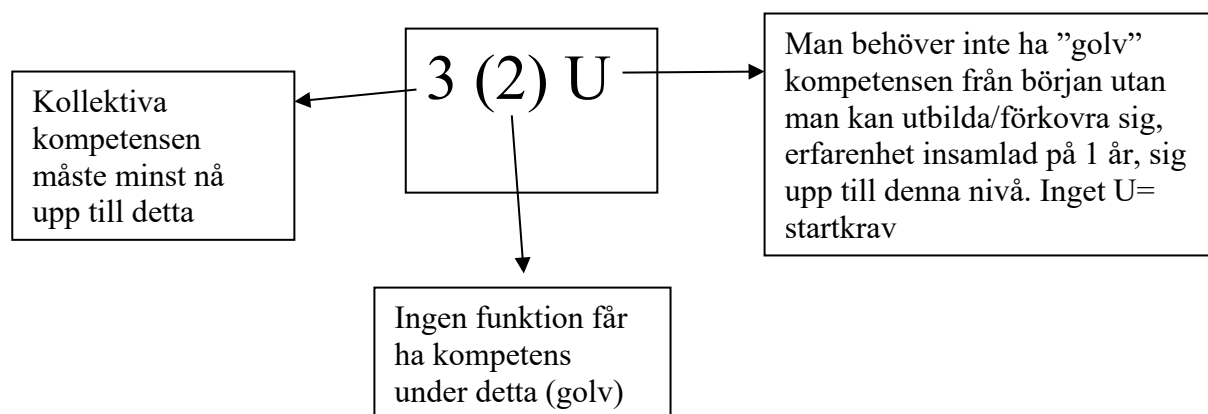 3 (2) U
Kollektiva
kompetensen
måste minst nå
upp till detta
Man behöver inte ha ”golv”
kompetensen från början utan
man kan utbilda/förkovra sig,
erfarenhet insamlad på 1 år, sig
upp till denna nivå. Inget U=
startkrav
Ingen funktion får
ha kompetens
under detta (golv)